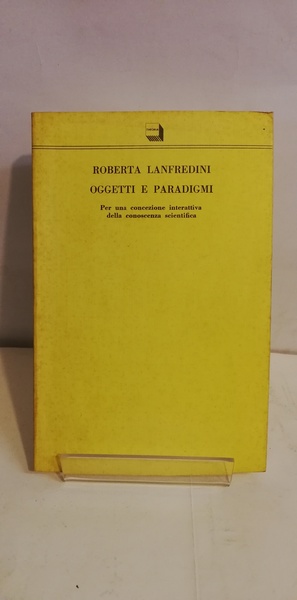 ROBERTA LANFREDINI
OGGETTI E PARADIGMI
Per una concezione interattiva
della conoscenza scientifica